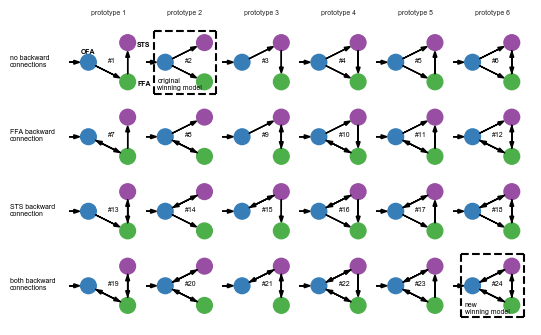 prototype 1 prototype 2 prototype 3 prototype 4 prototype 5 prototype 6
OFA STS
no backward
connections
#1 #2 #3 #4 #5 #6
FFA
original
winning model
FFA backward
connection
#7 #8 #9 #10 #11 #12
STS backward
connection
#13 #14 #15 #16 #17 #18
both backward
connections
#19 #20 #21 #22 #23 #24
new
winning model